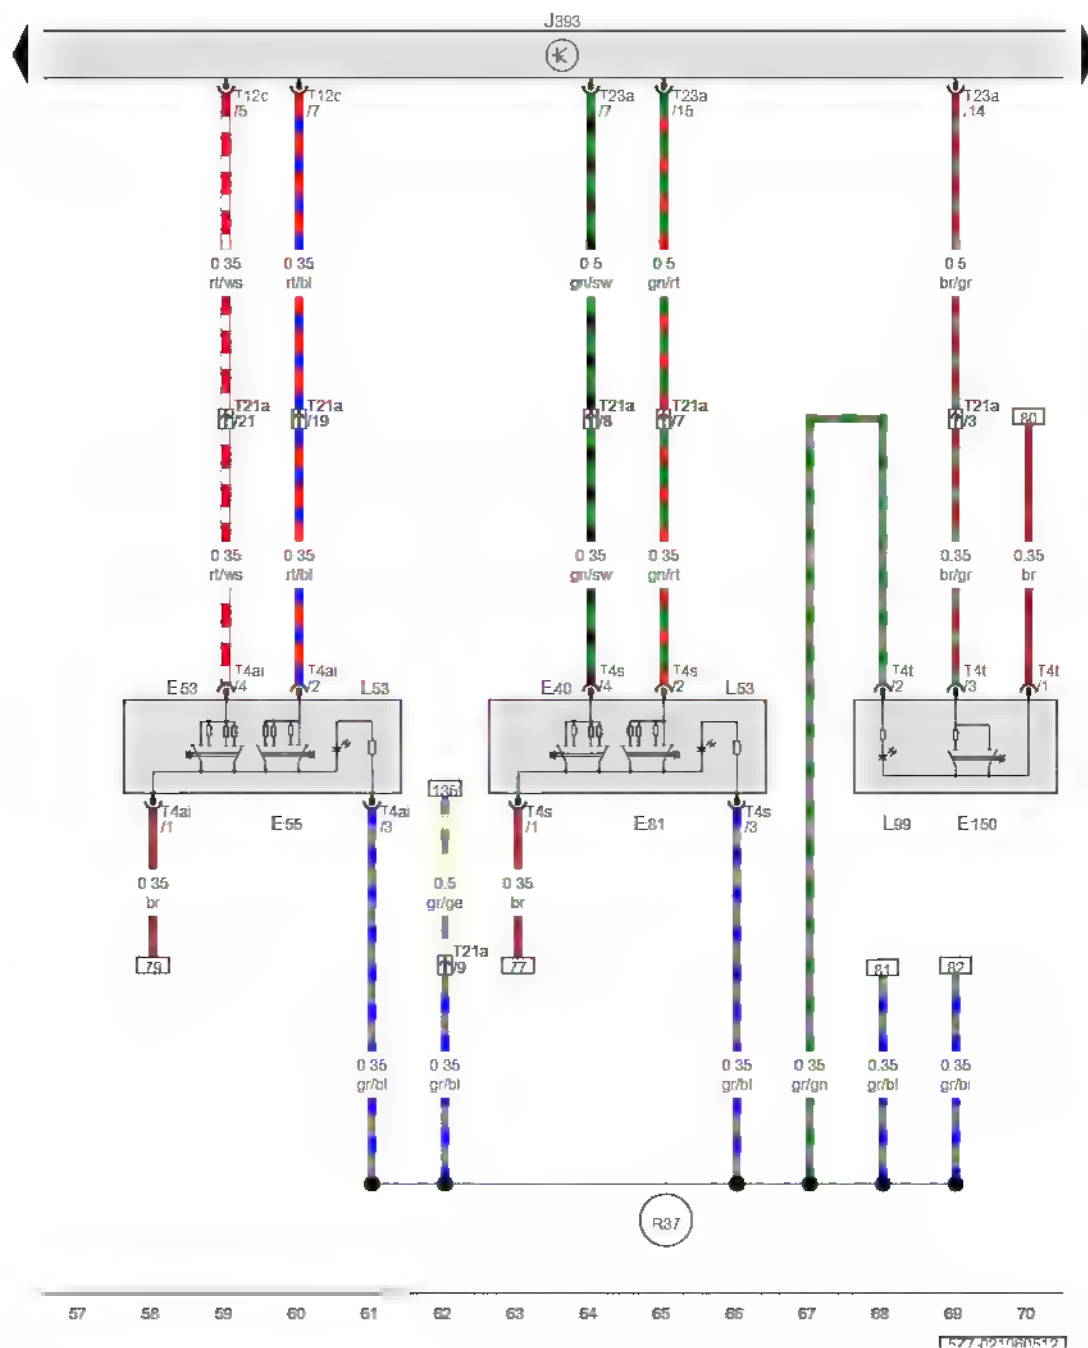 J393
K
T12c
/5
T12c
/7
T23a
/7
T23a
/15
T23a
/14
0.35
rt/ws
0.35
rt/bl
0.5
gn/sw
0.5
gn/rt
0.5
br/gr
T21a
/21
T21a
/19
T21a
/8
T21a
/7
T21a
/3
80
0.35
rt/ws
0.35
rt/bl
0.35
gn/sw
0.35
gn/rt
0.35
br/gr
0.35
br
E53
T4ai
/4
T4ai
/2
L53
E40
T4s
/4
T4s
/2
L53
T4t
/2
T4t
/3
T4t
/1
T4ai
/1
E55
T4ai
/3
135
T4s
/1
E81
T4s
/3
L99
E150
0.35
br
0.5
gr/ge
0.35
br
79
T21a
/9
77
81
82
0.35
gr/bl
0.35
gr/bl
0.35
gr/bl
0.35
gr/gn
0.35
gr/bl
0.35
gr/bl
R37
57 58 59 60 61 62 63 64 65 66 67 68 69 70